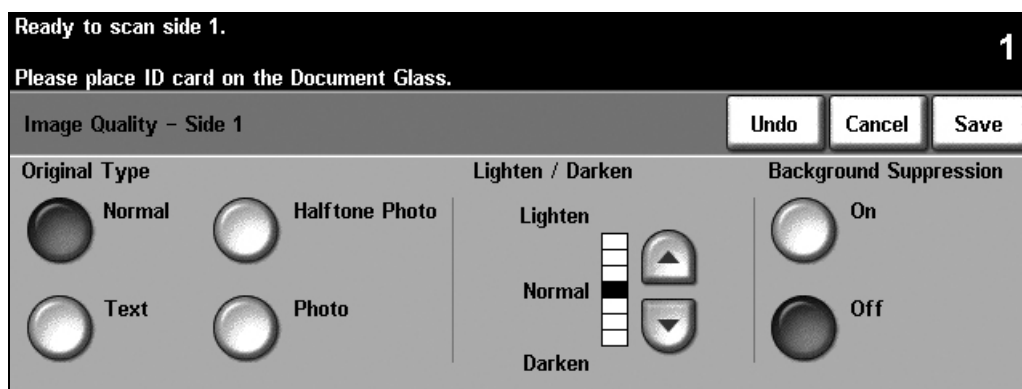 Ready to scan side 1.
1
Please place ID card on the Document Glass.
Image Quality - Side 1
Undo
Cancel
Save
Original Type
Lighten / Darken
Background Suppression
Normal
Halftone Photo
Lighten
On
Normal
Text
Photo
Off
Darken